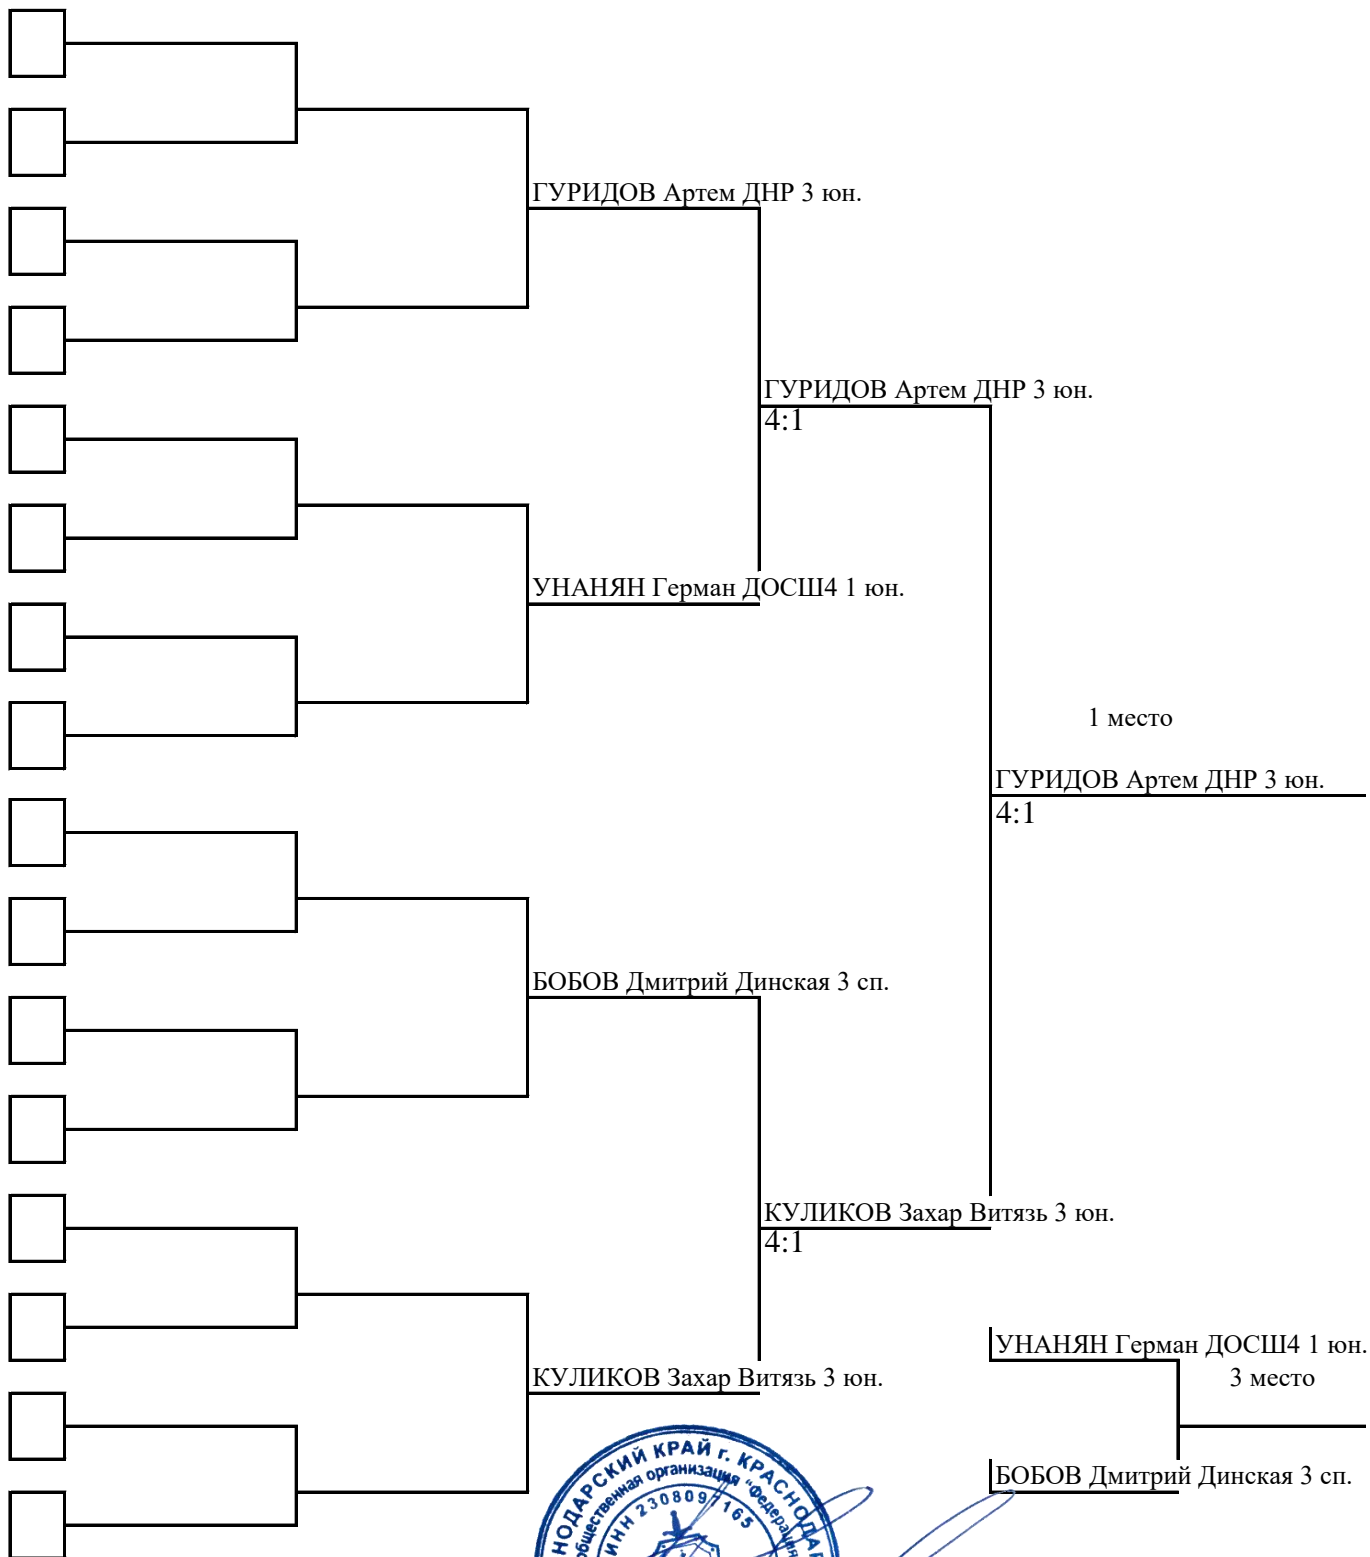 ГУРИДОВ Артем ДНР 3 юн.
ГУРИДОВ Артем ДНР 3 юн.
4:1
УНАНЯН Герман ДОСШ4 1 юн.
1 место
ГУРИДОВ Артем ДНР 3 юн.
4:1
БОБОВ Дмитрий Динская 3 сп.
КУЛИКОВ Захар Витязь 3 юн.
4:1
УНАНЯН Герман ДОСШ4 1 юн.
КУЛИКОВ Захар Витязь 3 юн.
3 место
БОБОВ Дмитрий Динская 3 сп.
КРАЙ г.
общественная организация "Федерация
ИНН 2308097165